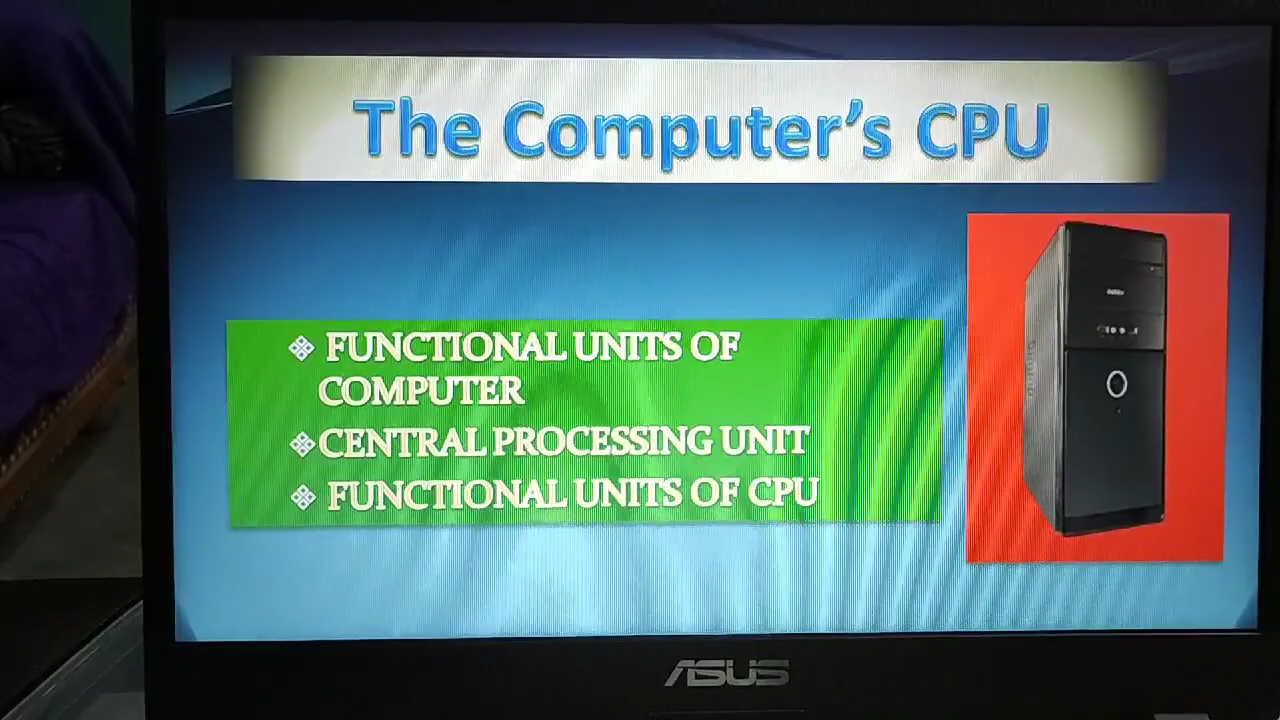 The Computer's CPU
❖ FUNCTIONAL UNITS OF
COMPUTER
❖ CENTRAL PROCESSING UNIT
❖ FUNCTIONAL UNITS OF CPU
ASUS